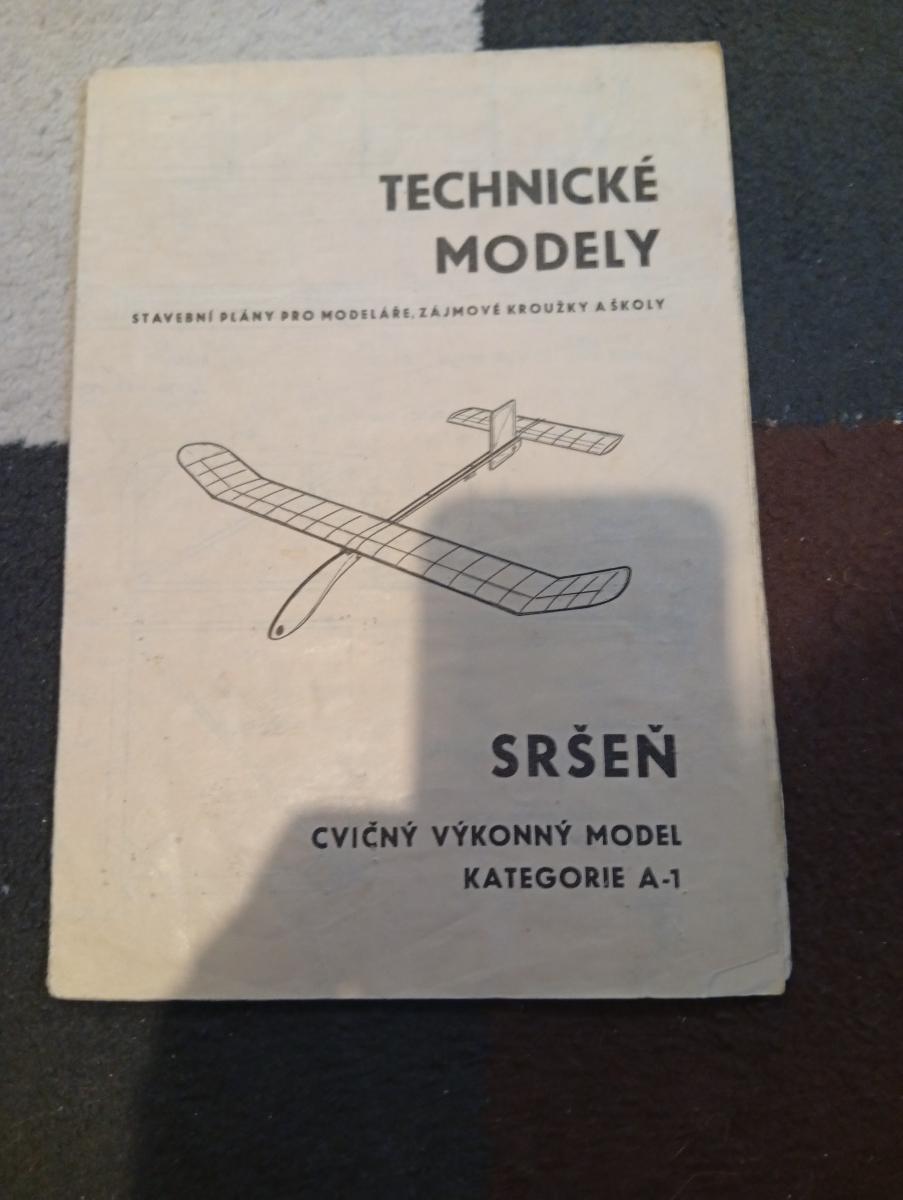 TECHNICKÉ
MODELY
STAVEBNÍ PLÁNY PRO MODELÁŘE, ZÁJMOVÉ KROUŽKY A ŠKOLY
SRŠEŇ
CVIČNÝ VÝKONNÝ MODEL
KATEGORIE A-1